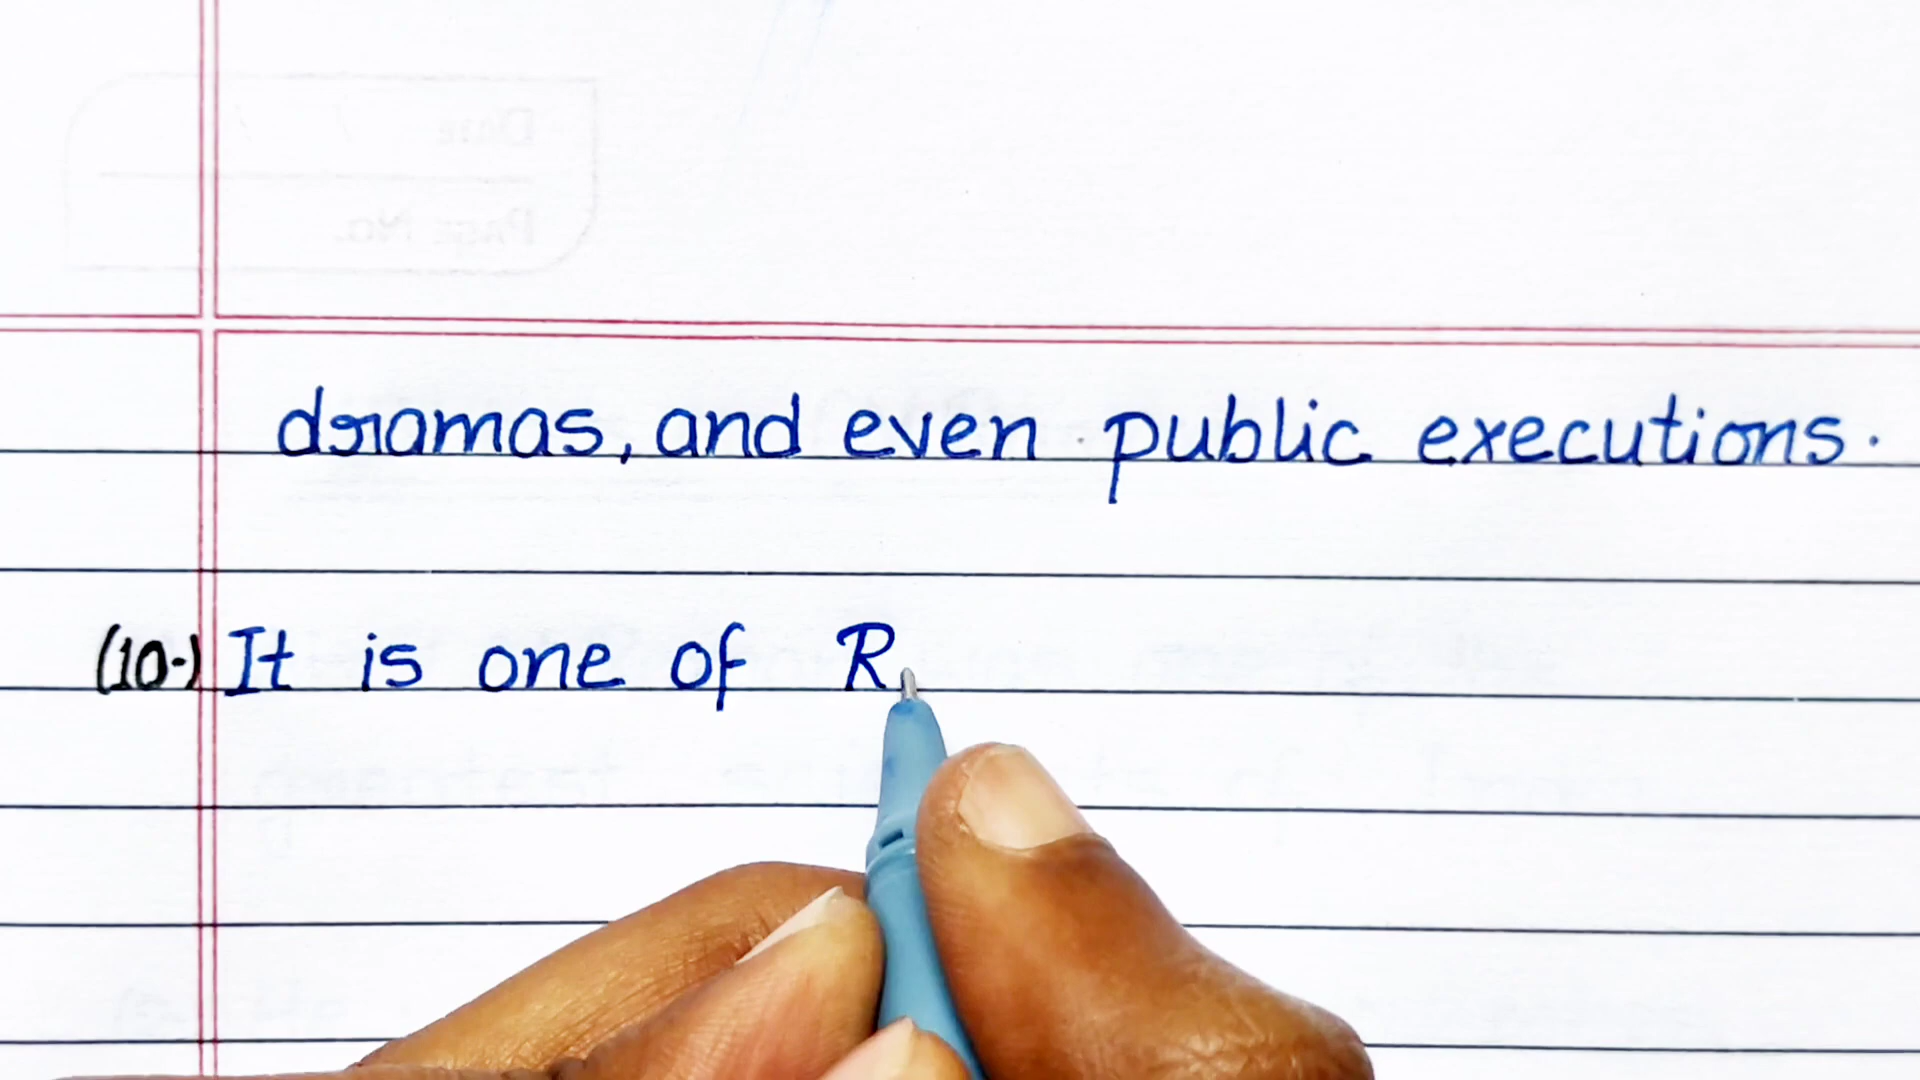 dramas, and even public executions.
(10.) It is one of R